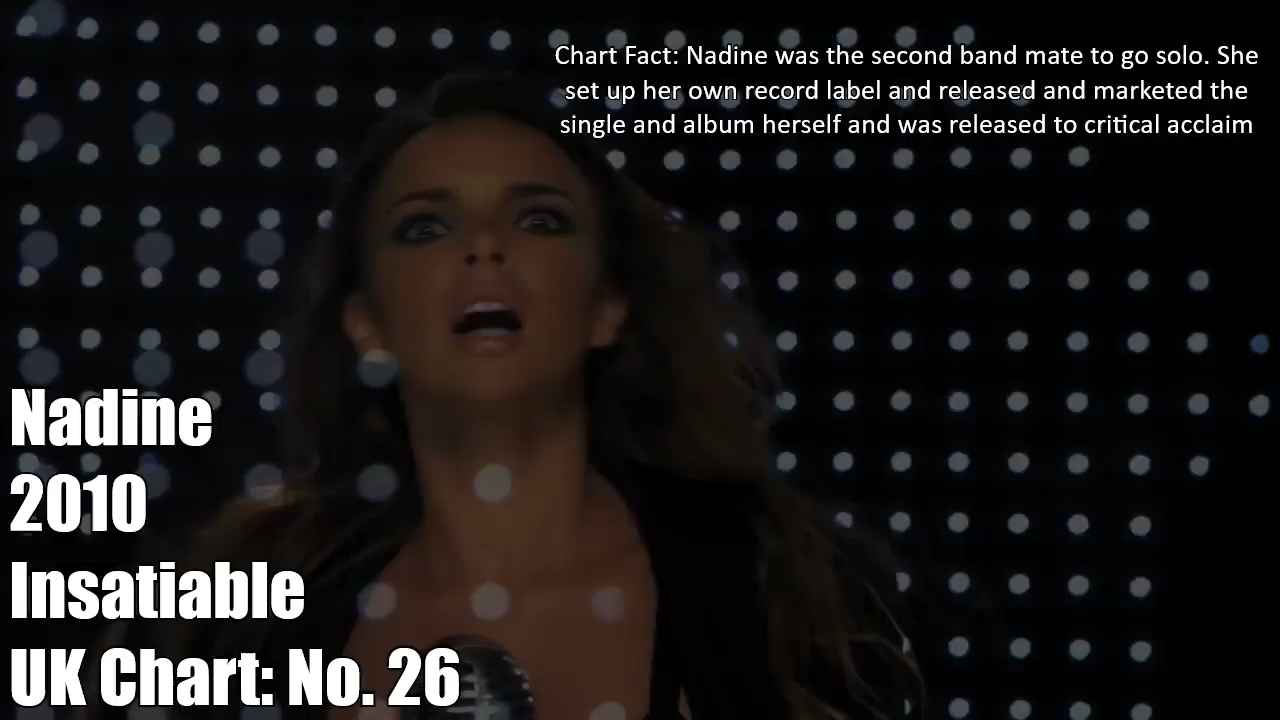 Chart Fact: Nadine was the second band mate to go solo. She
set up her own record label and released and marketed the
single and album herself and was released to critical acclaim
Nadine
2010
Insatiable
UK Chart: No. 26